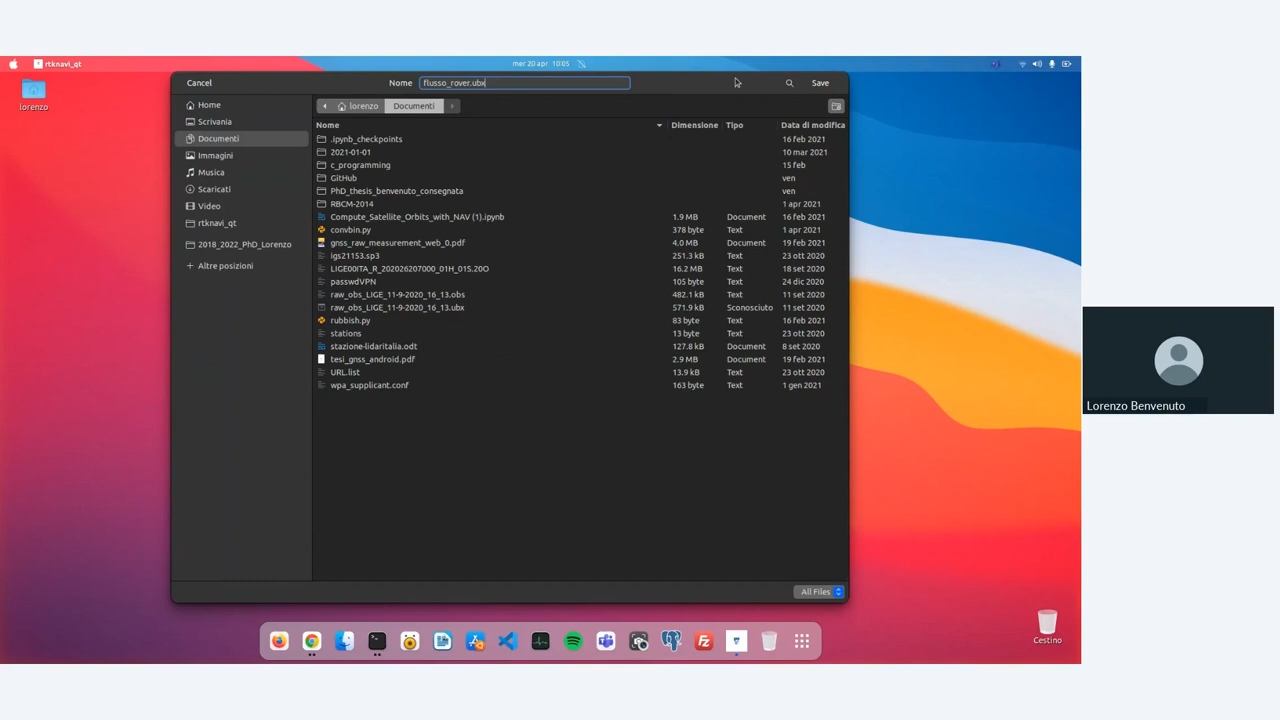 rtknavi_qt
mer 20 apr 10:05
lorenzo
Cancel
Nome
flusso_rover.ubx
Save
Home
Scrivania
Documenti
Immagini
Musica
Scaricati
Video
rtknavi_qt
2018_2022_PhD_Lorenzo
Altre posizioni
lorenzo
Documenti
Nome Dimensione Tipo Data di modifica
.ipynb_checkpoints 16 feb 2021
2021-01-01 10 mar 2021
c_programming 15 feb
GitHub ven
PhD_thesis_benvenuto_consegnata ven
RBCM-2014 1 apr 2021
Compute_Satellite_Orbits_with_NAV (1).ipynb 1.9 MB Document 16 feb 2021
convbin.py 378 byte Text 1 apr 2021
gnss_raw_measurement_web_0.pdf 4.0 MB Document 19 feb 2021
igs21153.sp3 251.3 kB Text 23 ott 2020
LIGE00ITA_R_202026207000_01H_01S.20O 16.2 MB Text 18 set 2020
passwdVPN 105 byte Text 24 dic 2020
raw_obs_LIGE_11-9-2020_16_13.obs 482.1 kB Text 11 set 2020
raw_obs_LIGE_11-9-2020_16_13.ubx 571.9 kB Sconosciuto 11 set 2020
rubbish.py 83 byte Text 16 feb 2021
stations 13 byte Text 23 ott 2020
stazione-lidaritalia.odt 127.8 kB Document 8 set 2020
tesi_gnss_android.pdf 2.9 MB Document 19 feb 2021
URL.list 13.9 kB Text 23 ott 2020
wpa_supplicant.conf 163 byte Text 1 gen 2021
All Files
Cestino
Lorenzo Benvenuto